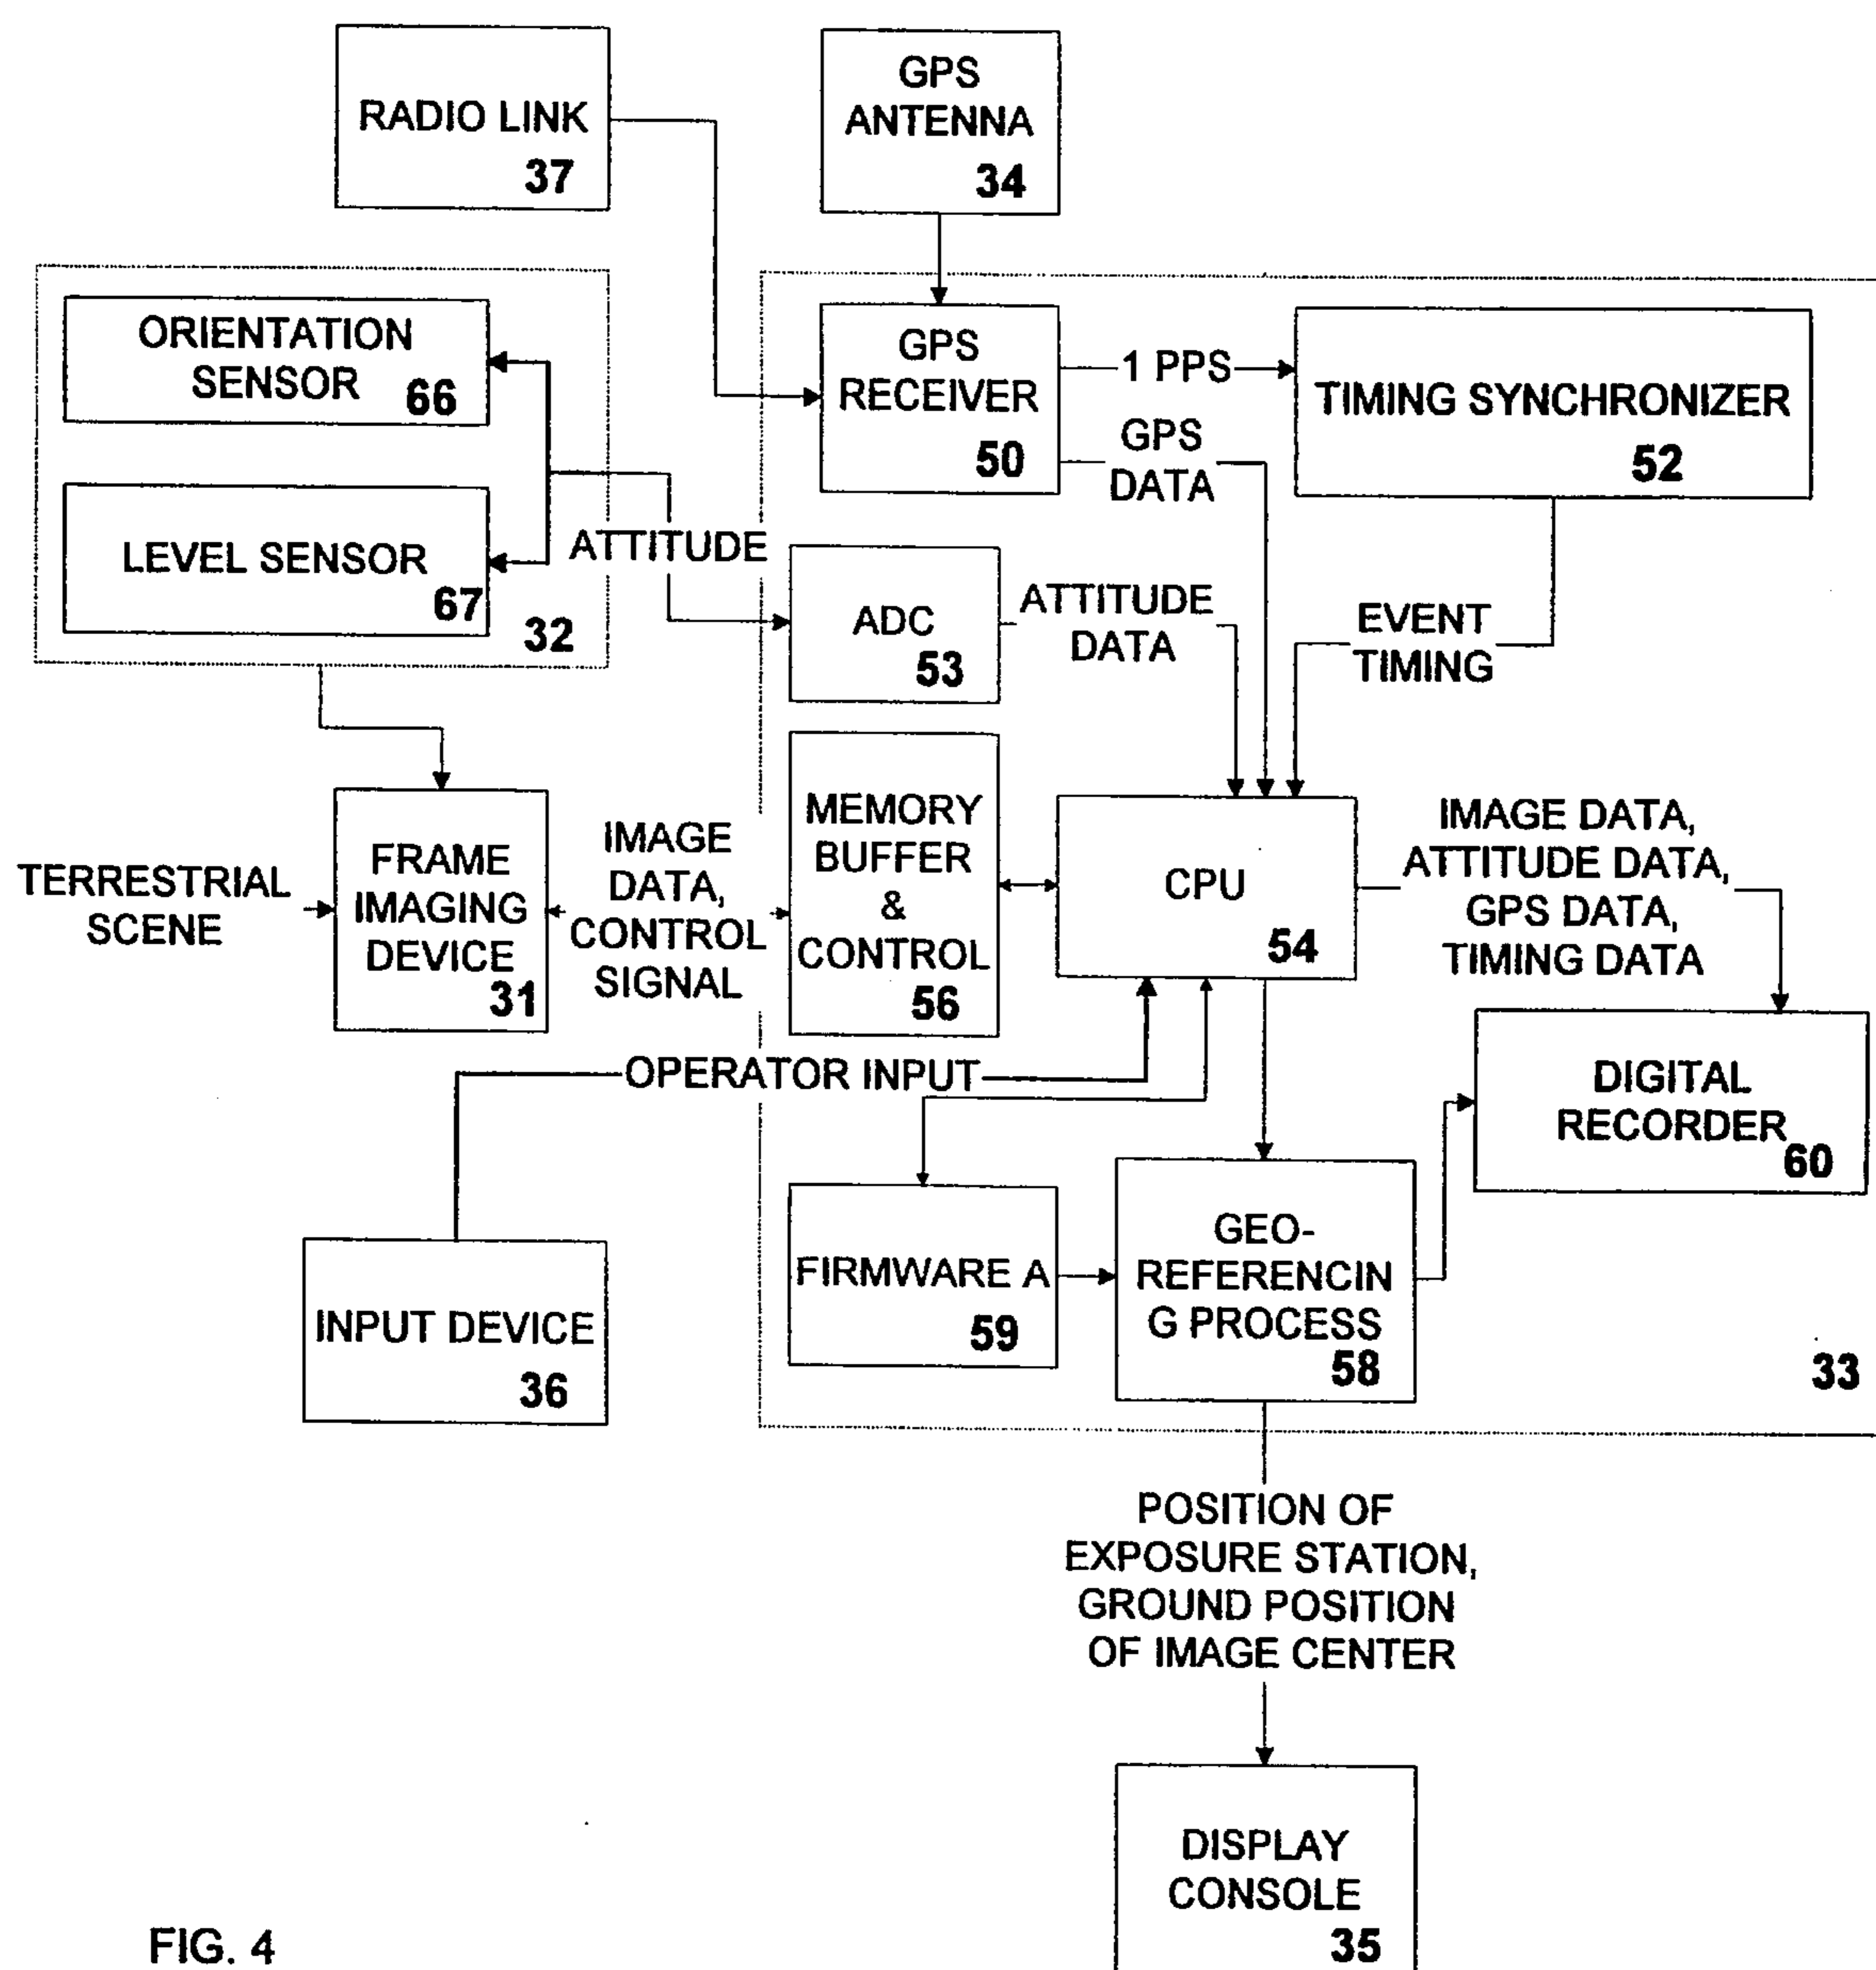 RADIO LINK
37
GPS
ANTENNA
34
ORIENTATION
SENSOR
66
LEVEL SENSOR
67
32
ATTITUDE
GPS
RECEIVER
50
1 PPS
GPS
DATA
TIMING SYNCHRONIZER
52
ADC
53
ATTITUDE
DATA
EVENT
TIMING
TERRESTRIAL
SCENE
FRAME
IMAGING
DEVICE
31
IMAGE
DATA,
CONTROL
SIGNAL
MEMORY
BUFFER
&
CONTROL
56
CPU
54
IMAGE DATA,
ATTITUDE DATA,
GPS DATA,
TIMING DATA
OPERATOR INPUT
DIGITAL
RECORDER
60
INPUT DEVICE
36
FIRMWARE A
59
GEO-
REFERENCIN
G PROCESS
58
33
POSITION OF
EXPOSURE STATION,
GROUND POSITION
OF IMAGE CENTER
DISPLAY
CONSOLE
35
FIG. 4